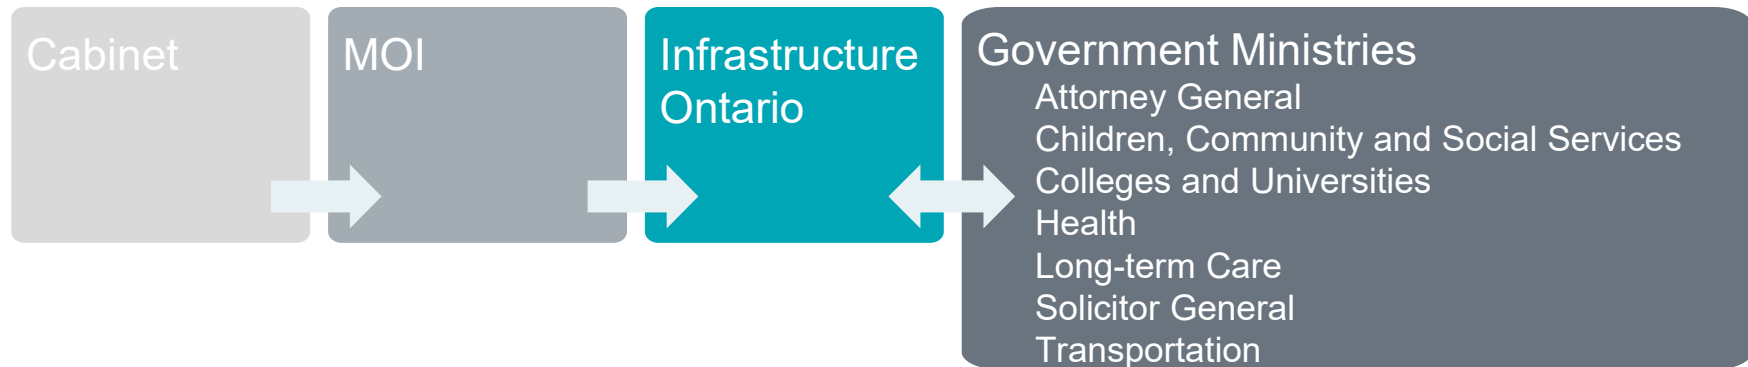 Cabinet
MOI
Infrastructure
Ontario
Government Ministries
Attorney General
Children, Community and Social Services
Colleges and Universities
Health
Long-term Care
Solicitor General
Transportation